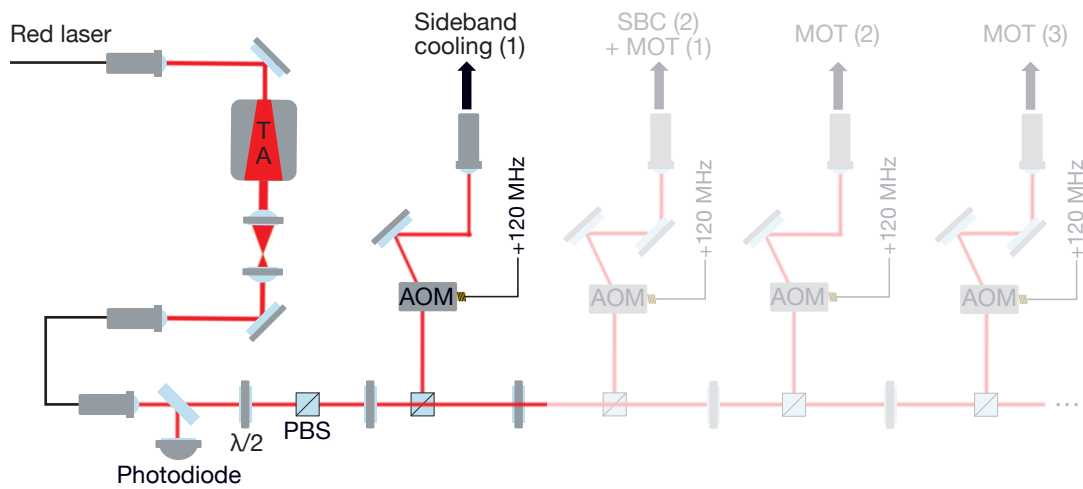 Red laser
Sideband
cooling (1)
SBC (2)
+ MOT (1)
MOT (2)
MOT (3)
T
A
+120 MHz
+120 MHz
+120 MHz
+120 MHz
AOM
AOM
AOM
AOM
λ/2
PBS
Photodiode
...